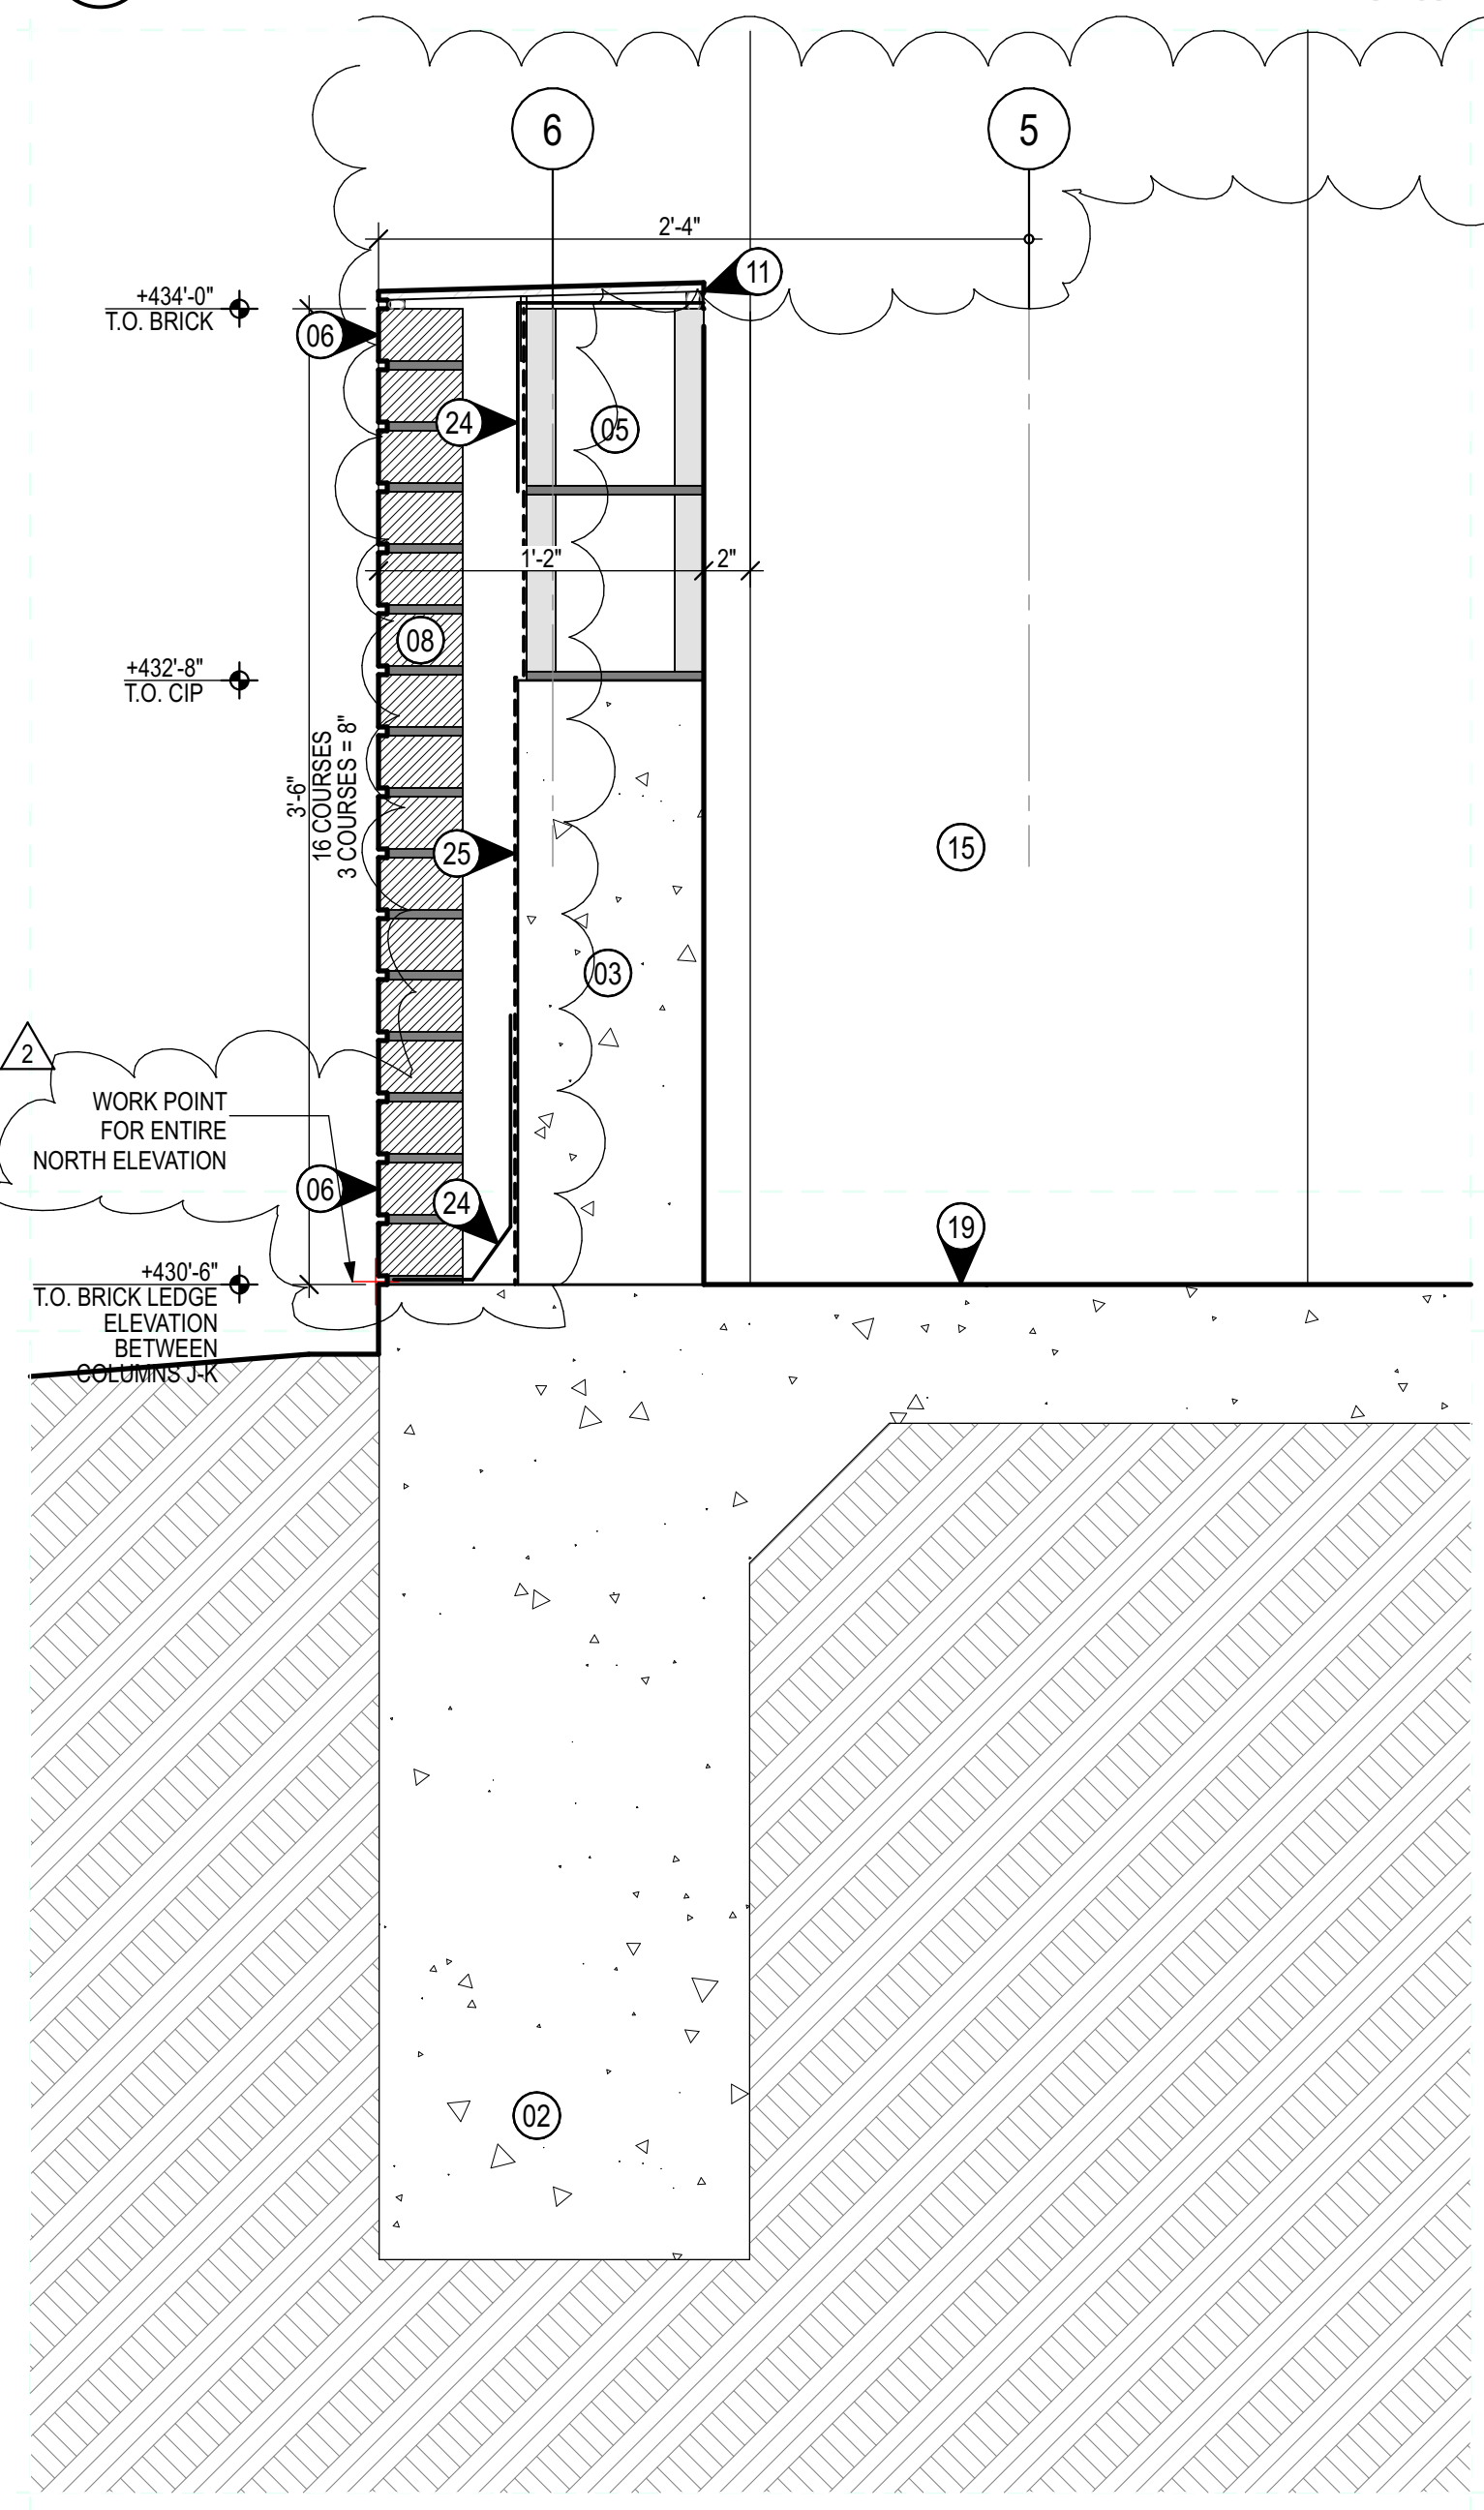 6
5
2'-4"
11
+434'-0"
T.O. BRICK
06
24
05
1'-2"
2"
08
+432'-8"
T.O. CIP
3'-6"
16 COURSES
3 COURSES = 8"
25
15
03
2
WORK POINT
FOR ENTIRE
NORTH ELEVATION
06
24
19
+430'-6"
T.O. BRICK LEDGE
ELEVATION
BETWEEN
COLUMNS J-K
02